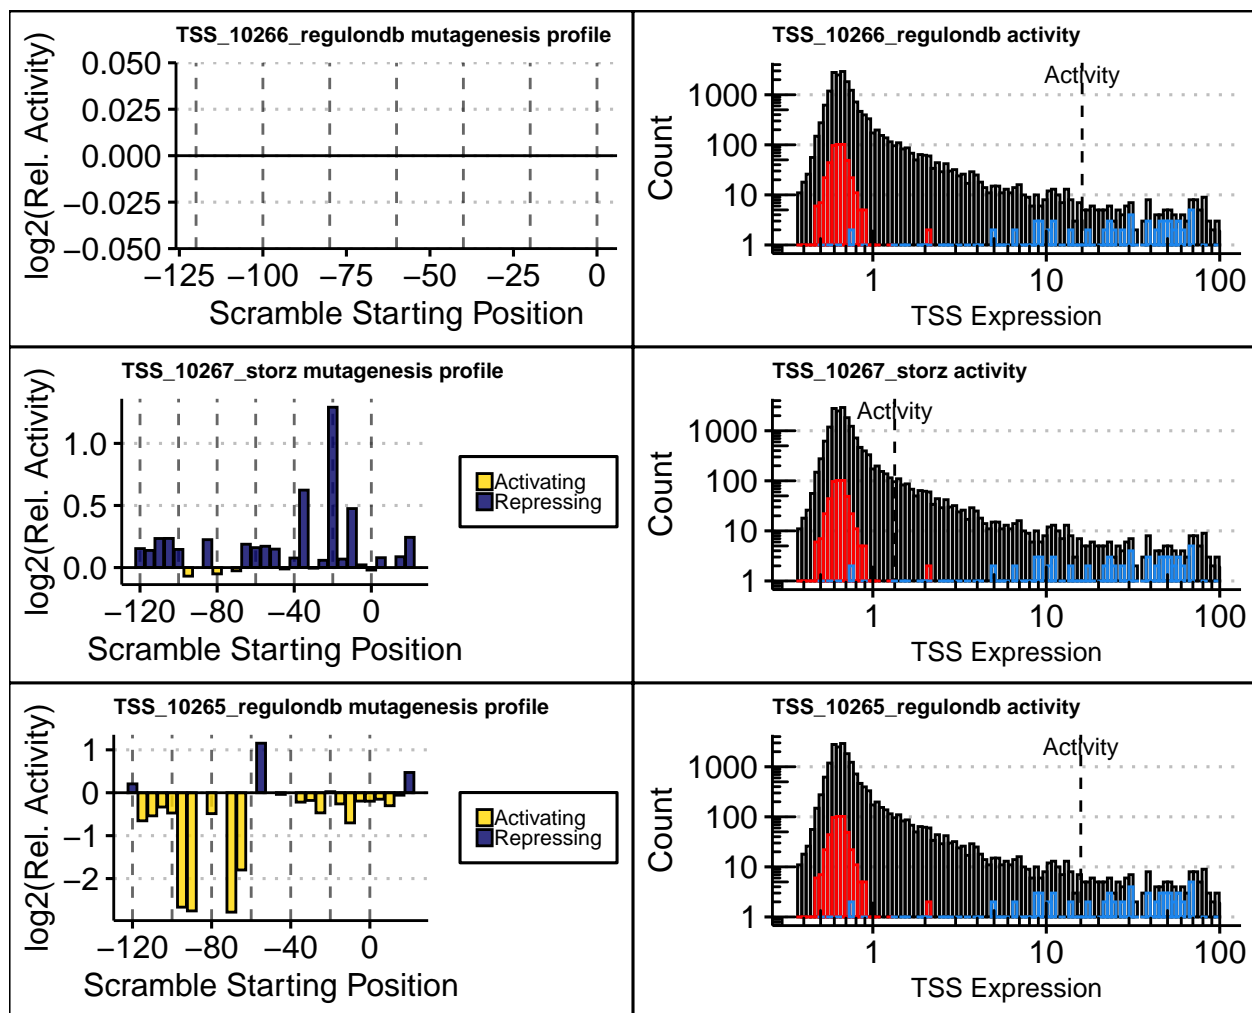 TSS_10266_regulondb mutagenesis profile
log2(Rel. Activity)
0.050
0.025
0.000
−0.025
−0.050
−125 −100 −75 −50 −25 0
Scramble Starting Position
TSS_10266_regulondb activity
Activity
Count
1000
100
10
1
1 10 100
TSS Expression
TSS_10267_storz mutagenesis profile
log2(Rel. Activity)
1.0
0.5
0.0
−120 −80 −40 0
Scramble Starting Position
Activating
Repressing
TSS_10267_storz activity
Activity
Count
1000
100
10
1
1 10 100
TSS Expression
TSS_10265_regulondb mutagenesis profile
log2(Rel. Activity)
1
0
−1
−2
−120 −80 −40 0
Scramble Starting Position
Activating
Repressing
TSS_10265_regulondb activity
Activity
Count
1000
100
10
1
1 10 100
TSS Expression